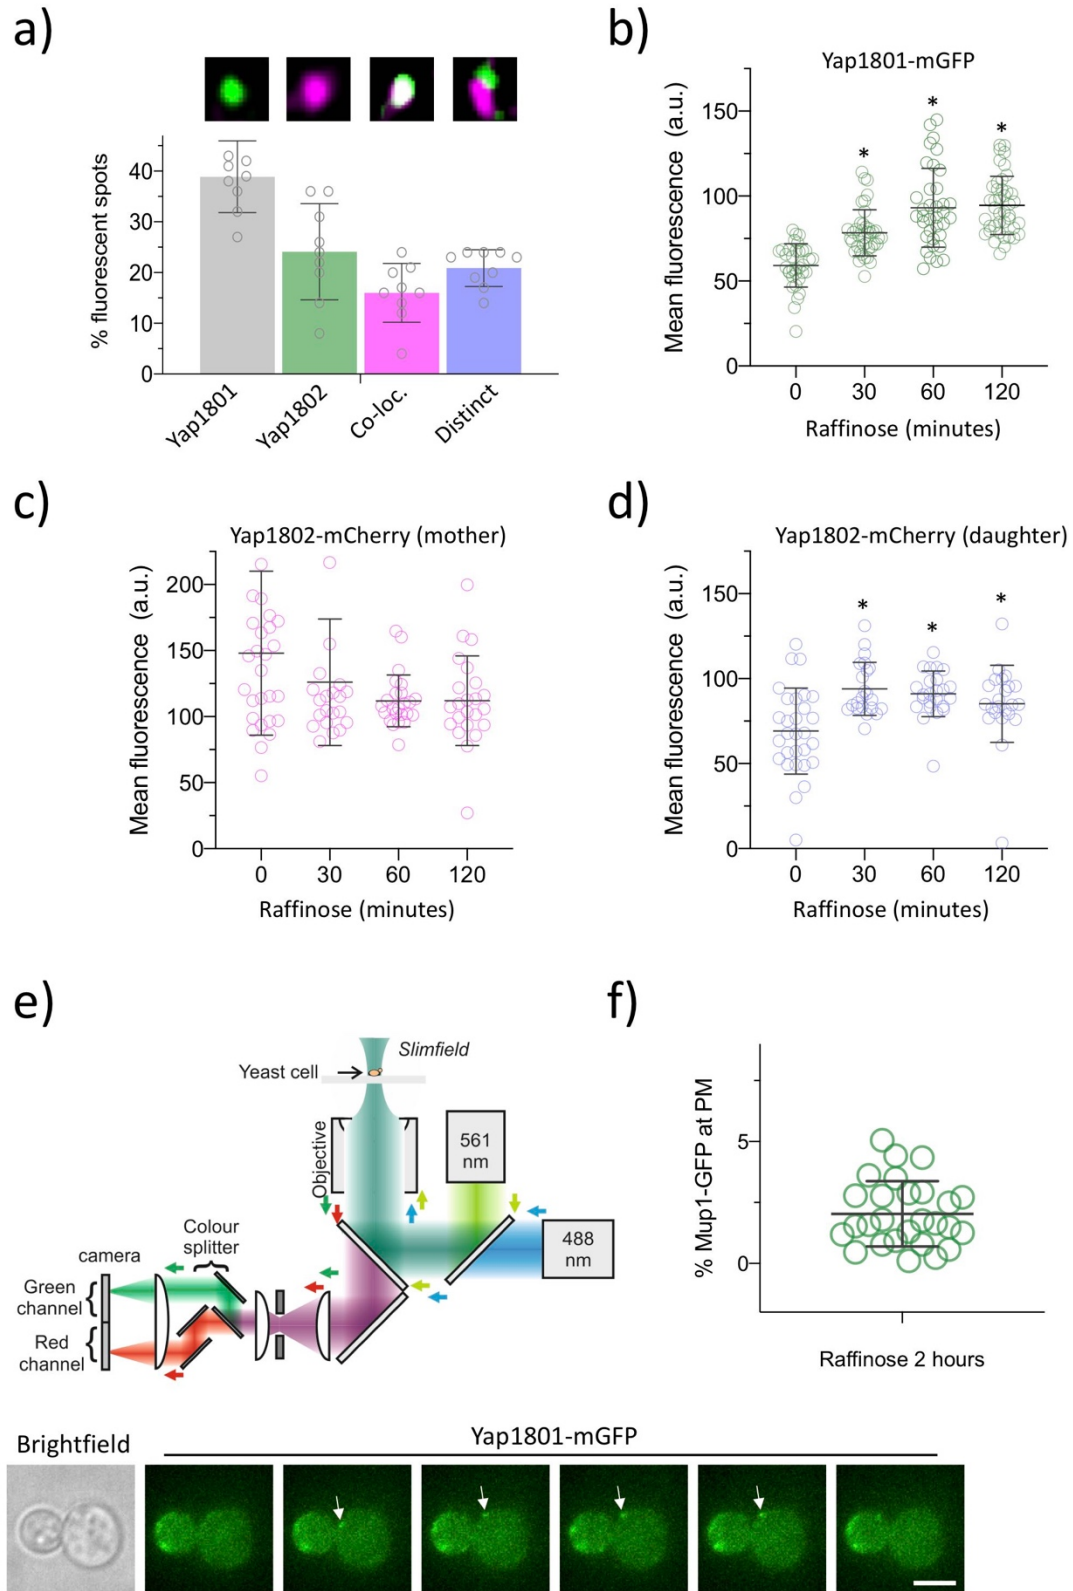 a)
% fluorescent spots
40
30
20
10
0
Yap1801
Yap1802
Co-loc.
Distinct
b)
Yap1801-mGFP
Mean fluorescence (a.u.)
150
100
50
0
* * *
0 30 60 120
Raffinose (minutes)
c)
Yap1802-mCherry (mother)
Mean fluorescence (a.u.)
200
150
100
50
0
0 30 60 120
Raffinose (minutes)
d)
Yap1802-mCherry (daughter)
Mean fluorescence (a.u.)
150
100
50
0
* * *
0 30 60 120
Raffinose (minutes)
e)
Slimfield
Yeast cell
Objective
561
nm
488
nm
Colour
splitter
camera
Green
channel
Red
channel
f)
% Mup1-GFP at PM
5
0
Raffinose 2 hours
Brightfield
Yap1801-mGFP